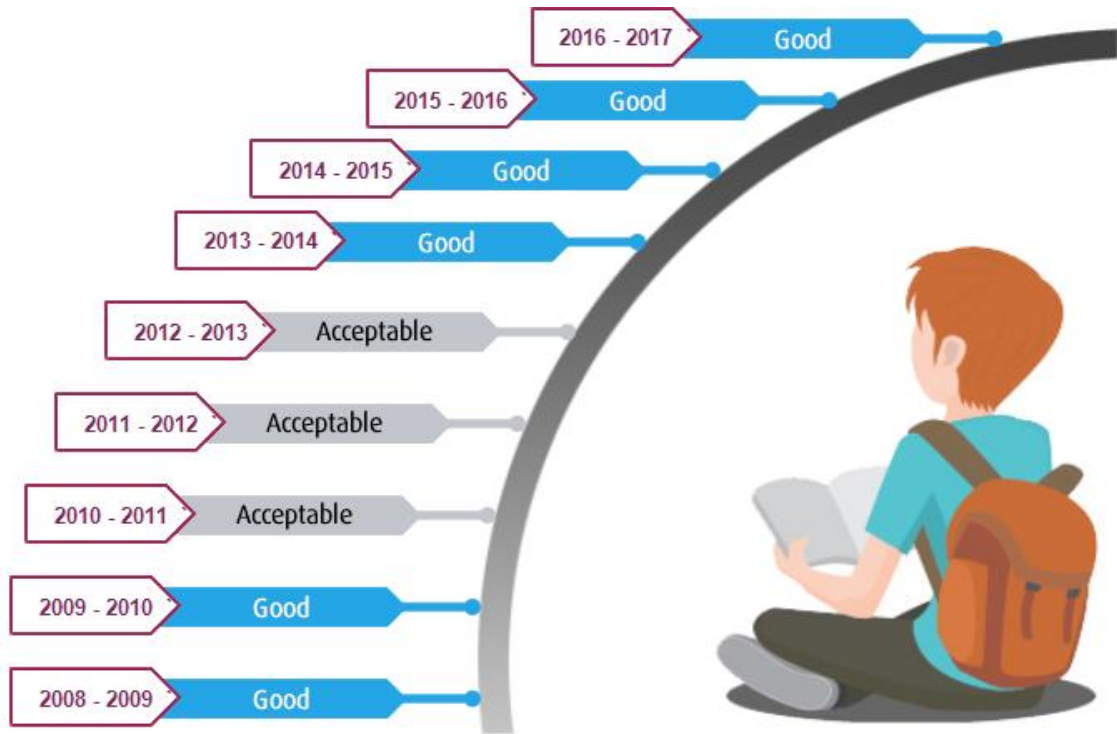 2016 - 2017 Good
2015 - 2016 Good
2014 - 2015 Good
2013 - 2014 Good
2012 - 2013 Acceptable
2011 - 2012 Acceptable
2010 - 2011 Acceptable
2009 - 2010 Good
2008 - 2009 Good